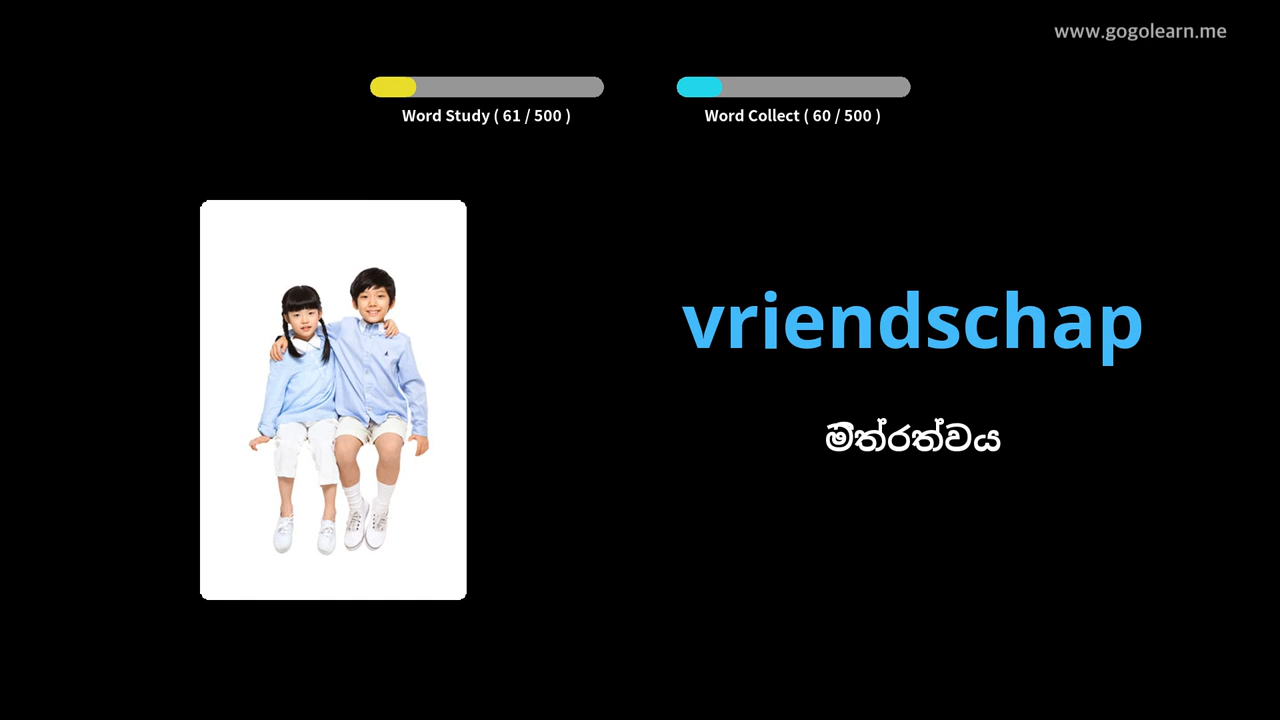 www.gogolearn.me
Word Study ( 61 / 500 )
Word Collect ( 60 / 500 )
vriendschap
මිත්රත්වය